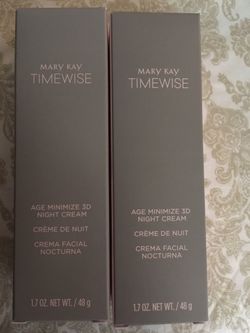 MARY KAY
TIMEWISE
AGE MINIMIZE 3D
NIGHT CREAM
CRÈME DE NUIT
CREMA FACIAL
NOCTURNA
1.7 OZ. NET WT. / 48 g
MARY KAY
TIMEWISE
AGE MINIMIZE 3D
NIGHT CREAM
CRÈME DE NUIT
CREMA FACIAL
NOCTURNA
1.7 OZ. NET WT. / 48 g